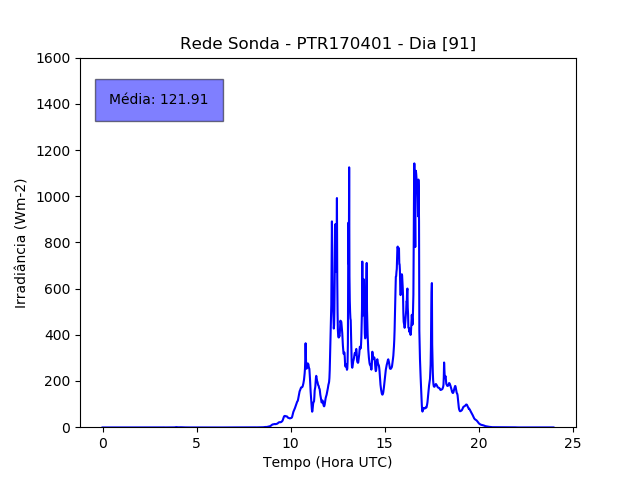 Rede Sonda - PTR170401 - Dia [91]
1600
1400
1200
1000
800
600
400
200
0
Média: 121.91
Irradiância (Wm-2)
0 5 10 15 20 25
Tempo (Hora UTC)